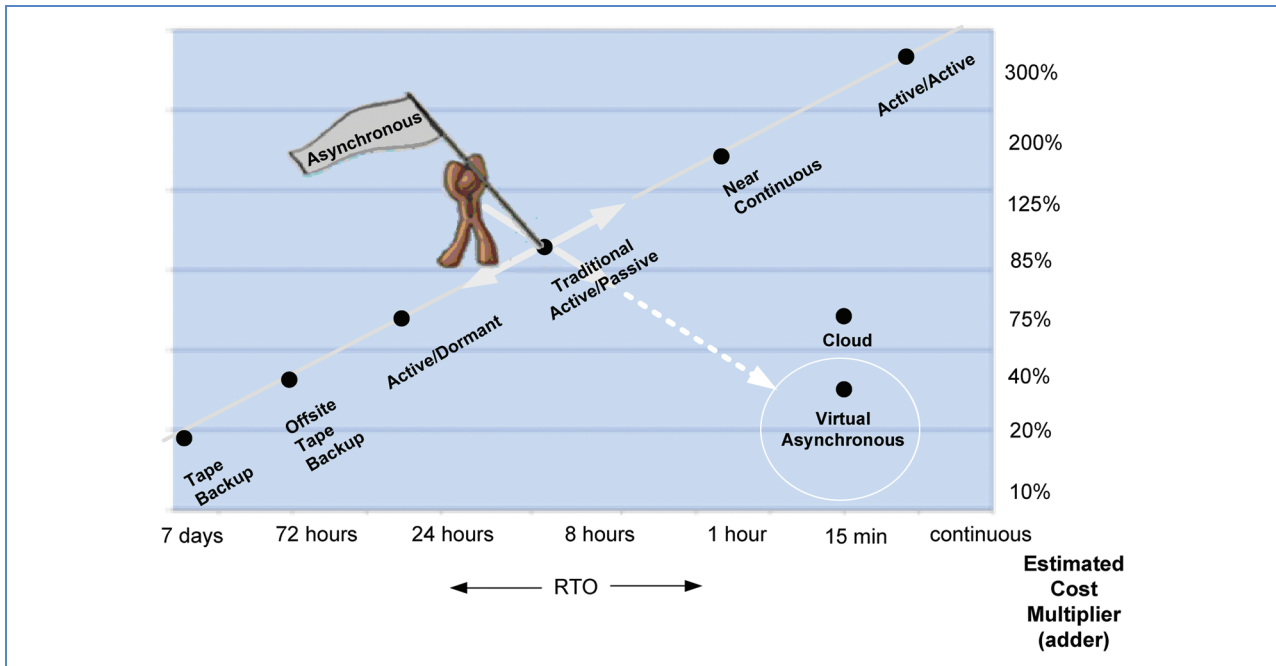 300%
Active/Active
Asynchronous
200%
Near
Continuous
125%
Traditional
Active/Passive
85%
75%
Cloud
Active/Dormant
40%
Offsite
Tape
Backup
Virtual
Asynchronous
20%
Tape
Backup
10%
7 days 72 hours 24 hours 8 hours 1 hour 15 min continuous
RTO
Estimated
Cost
Multiplier
(adder)